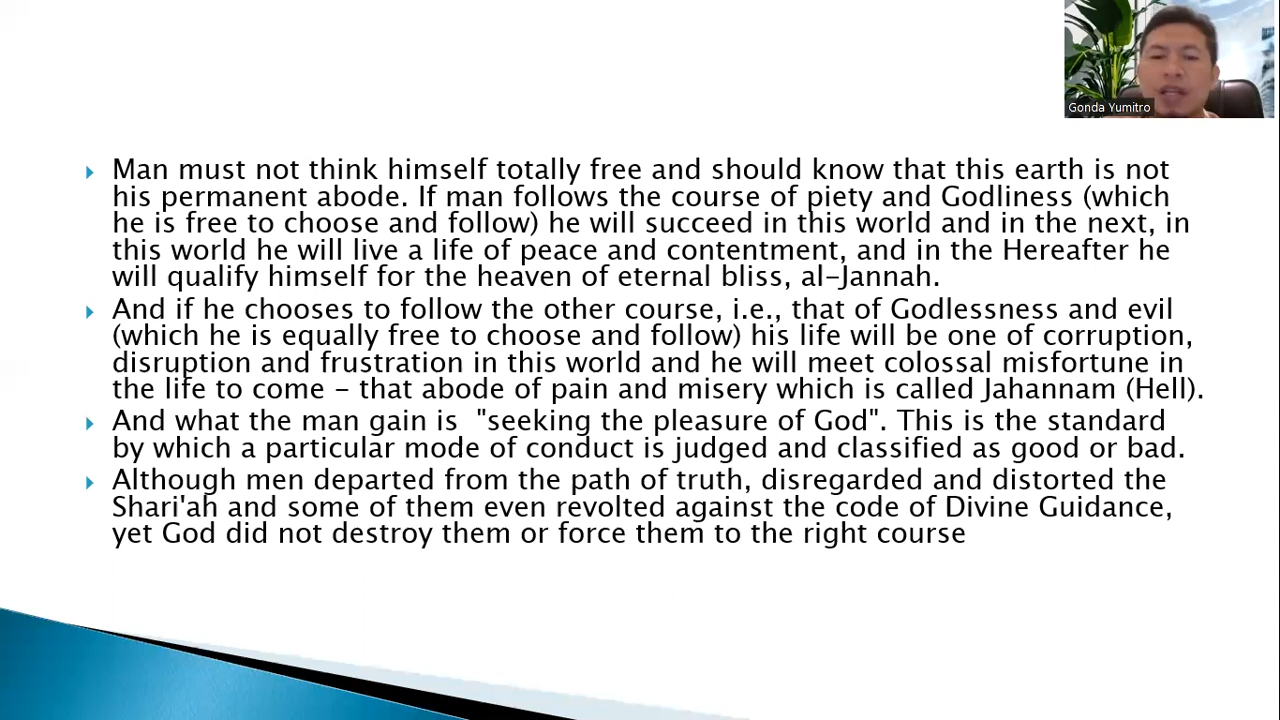 Gonda Yumitro
Man must not think himself totally free and should know that this earth is not
his permanent abode. If man follows the course of piety and Godliness (which
he is free to choose and follow) he will succeed in this world and in the next, in
this world he will live a life of peace and contentment, and in the Hereafter he
will qualify himself for the heaven of eternal bliss, al-Jannah.
And if he chooses to follow the other course, i.e., that of Godlessness and evil
(which he is equally free to choose and follow) his life will be one of corruption,
disruption and frustration in this world and he will meet colossal misfortune in
the life to come - that abode of pain and misery which is called Jahannam (Hell).
And what the man gain is  "seeking the pleasure of God". This is the standard
by which a particular mode of conduct is judged and classified as good or bad.
Although men departed from the path of truth, disregarded and distorted the
Shari'ah and some of them even revolted against the code of Divine Guidance,
yet God did not destroy them or force them to the right course